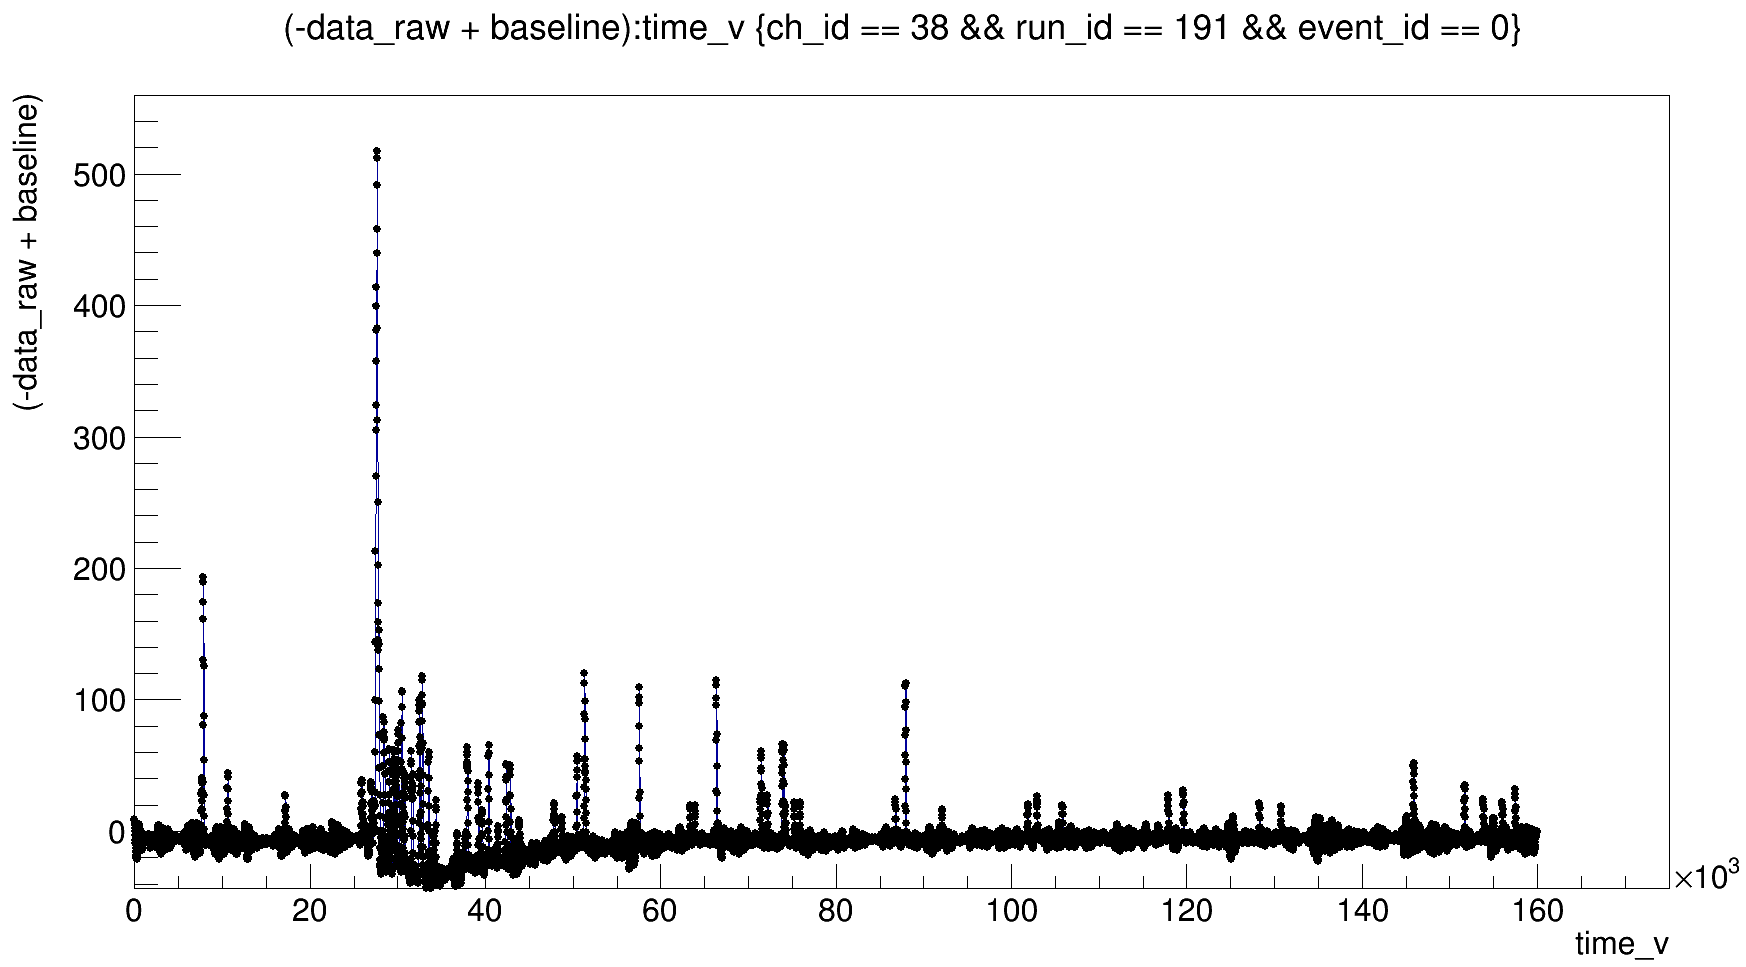 (-data_raw + baseline):time_v {ch_id == 38 && run_id == 191 && event_id == 0}
(-data_raw + baseline)
500
400
300
200
100
0
0 20 40 60 80 100 120 140 160
×10³
time_v